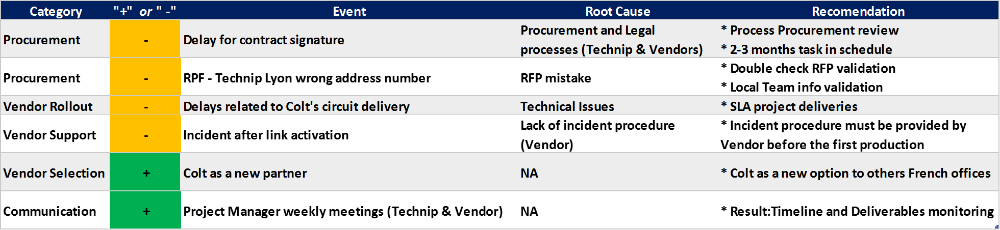 Category "+" or " -" Event Root Cause Recomendation
Procurement - Delay for contract signature Procurement and Legal processes (Technip & Vendors) * Process Procurement review
* 2-3 months task in schedule
Procurement - RPF - Technip Lyon wrong address number RFP mistake * Double check RFP validation
* Local Team info validation
Vendor Rollout - Delays related to Colt's circuit delivery Technical Issues * SLA project deliveries
Vendor Support - Incident after link activation Lack of incident procedure (Vendor) * Incident procedure must be provided by
Vendor before the first production
Vendor Selection + Colt as a new partner NA * Colt as a new option to others French offices
Communication + Project Manager weekly meetings (Technip & Vendor) NA * Result:Timeline and Deliverables monitoring